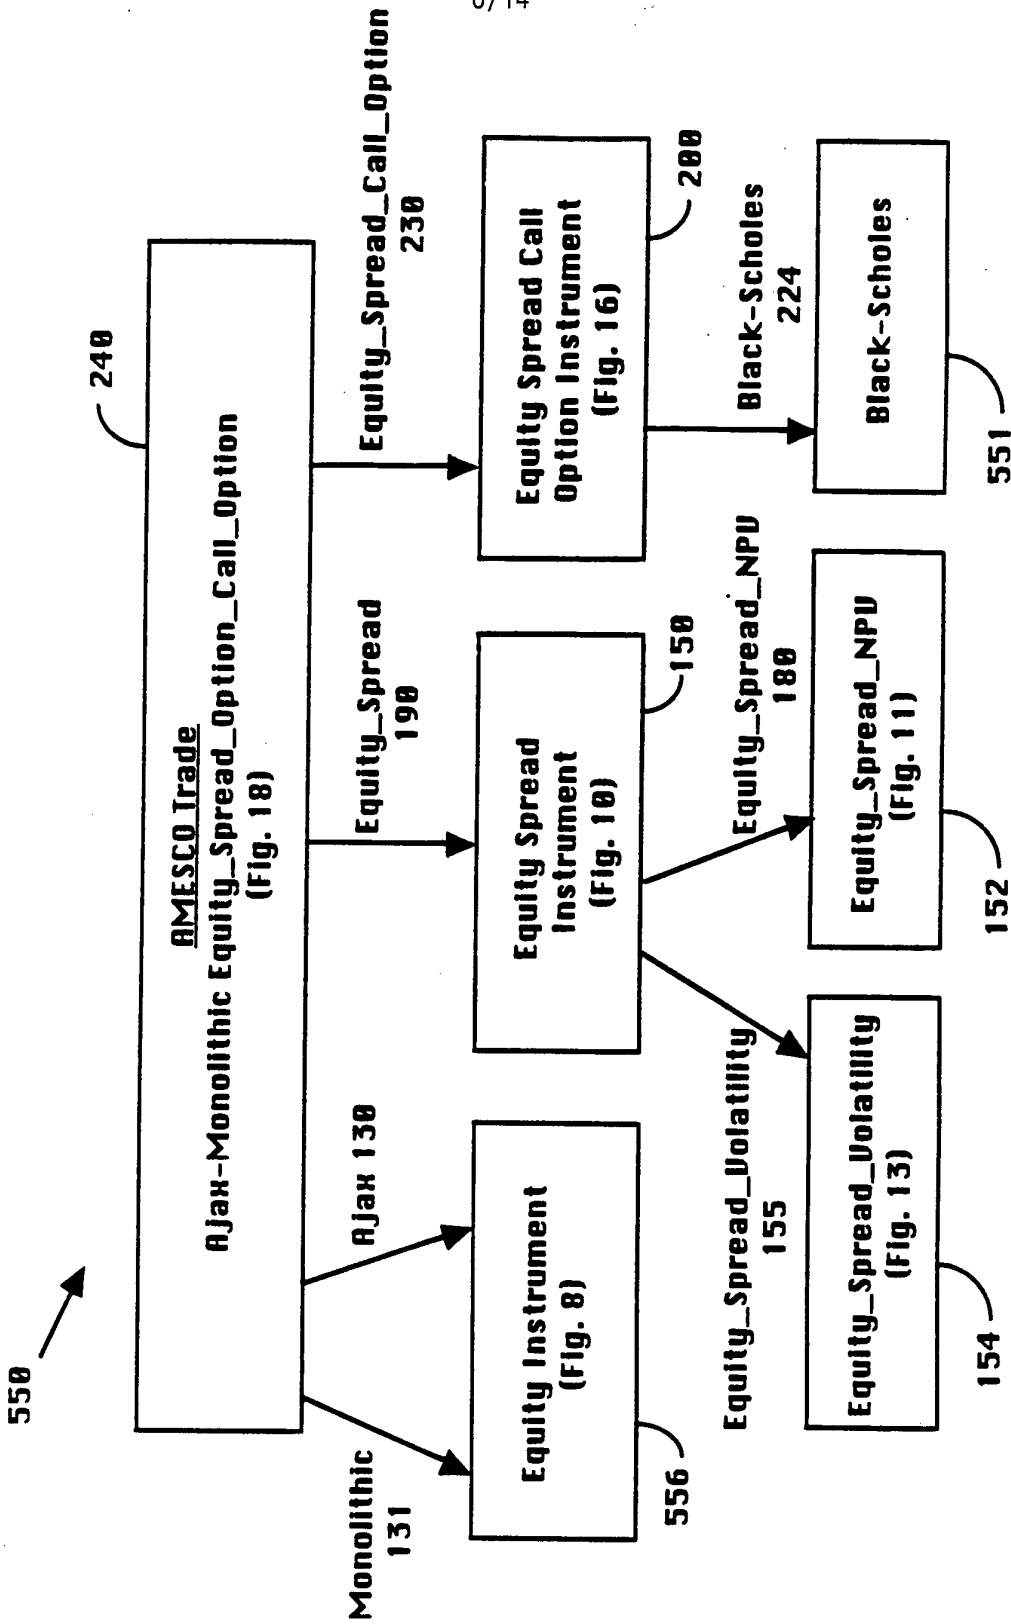 6/14
550
240
AMESCO Trade
Ajax-Monolithic Equity_Spread_Option_Call_Option
(Fig. 18)
Monolithic
131
Ajax 130
Equity_Spread
190
Equity_Spread_Call_Option
230
Equity Instrument
(Fig. 8)
556
Equity Spread
Instrument
(Fig. 10)
150
Equity Spread Call
Option Instrument
(Fig. 16)
200
Equity_Spread_Volatility
155
Equity_Spread_NPV
180
Black-Scholes
224
Equity_Spread_Volatility
(Fig. 13)
154
Equity_Spread_NPV
(Fig. 11)
152
Black-Scholes
551